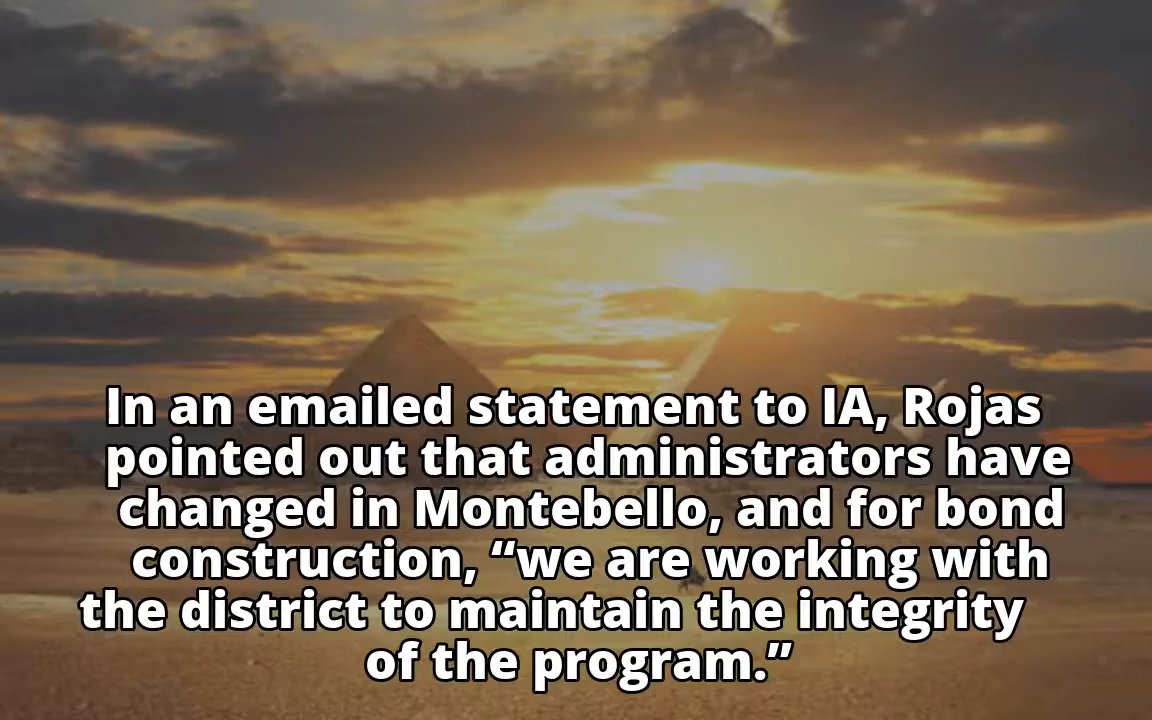 In an emailed statement to IA, Rojas
pointed out that administrators have
changed in Montebello, and for bond
construction, “we are working with
the district to maintain the integrity
of the program.”